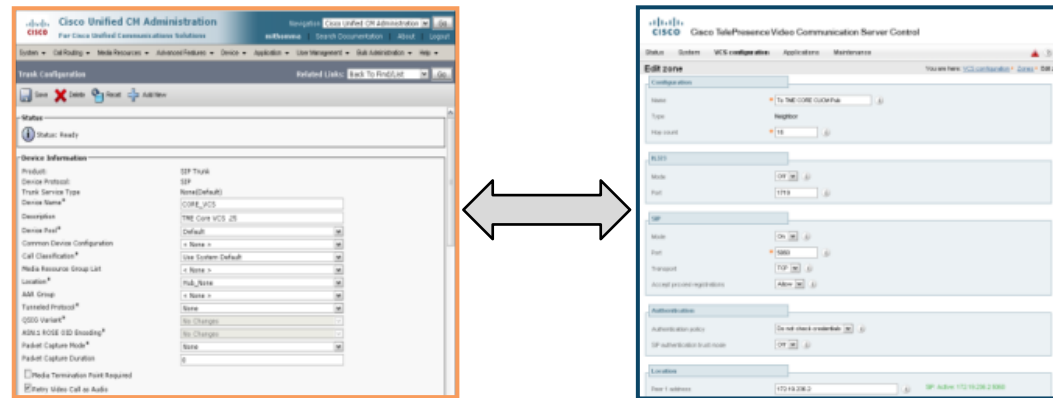 Cisco Unified CM Administration
For Cisco Unified Communications Solutions
Navigation Cisco Unified CM Administration Go
Search Documentation About Logout
System Call Routing Media Resources Advanced Features Device Application User Management Bulk Administration Help
Trunk Configuration
Related Links: Back To Find/List Go
Save Delete Reset Add New
Status
Status: Ready
Device Information
Product: SIP Trunk
Device Protocol: SIP
Trunk Service Type None(Default)
Device Name* CORE_VCS
Description TME Core VCS .25
Device Pool* Default
Common Device Configuration < None >
Call Classification* Use System Default
Media Resource Group List < None >
Location* Hub_None
AAR Group < None >
Tunneled Protocol* None
QSIG Variant* No Changes
ASN.1 ROSE OID Encoding* No Changes
Packet Capture Mode* None
Packet Capture Duration 0
Media Termination Point Required
Retry Video Call as Audio
CISCO Cisco TelePresence Video Communication Server Control
Status System VCS configuration Applications Maintenance
Edit zone
You are here: VCS configuration Zones Edit
Configuration
Name To TME CORE CUCM Pub
Type Neighbor
Hop count 15
H.323
Mode Off
Port 1719
SIP
Mode On
Port 5060
Transport TCP
Accept proxied registrations Allow
Authentication
Authentication policy Do not check credentials
SIP authentication trust mode Off
Location
Peer 1 address